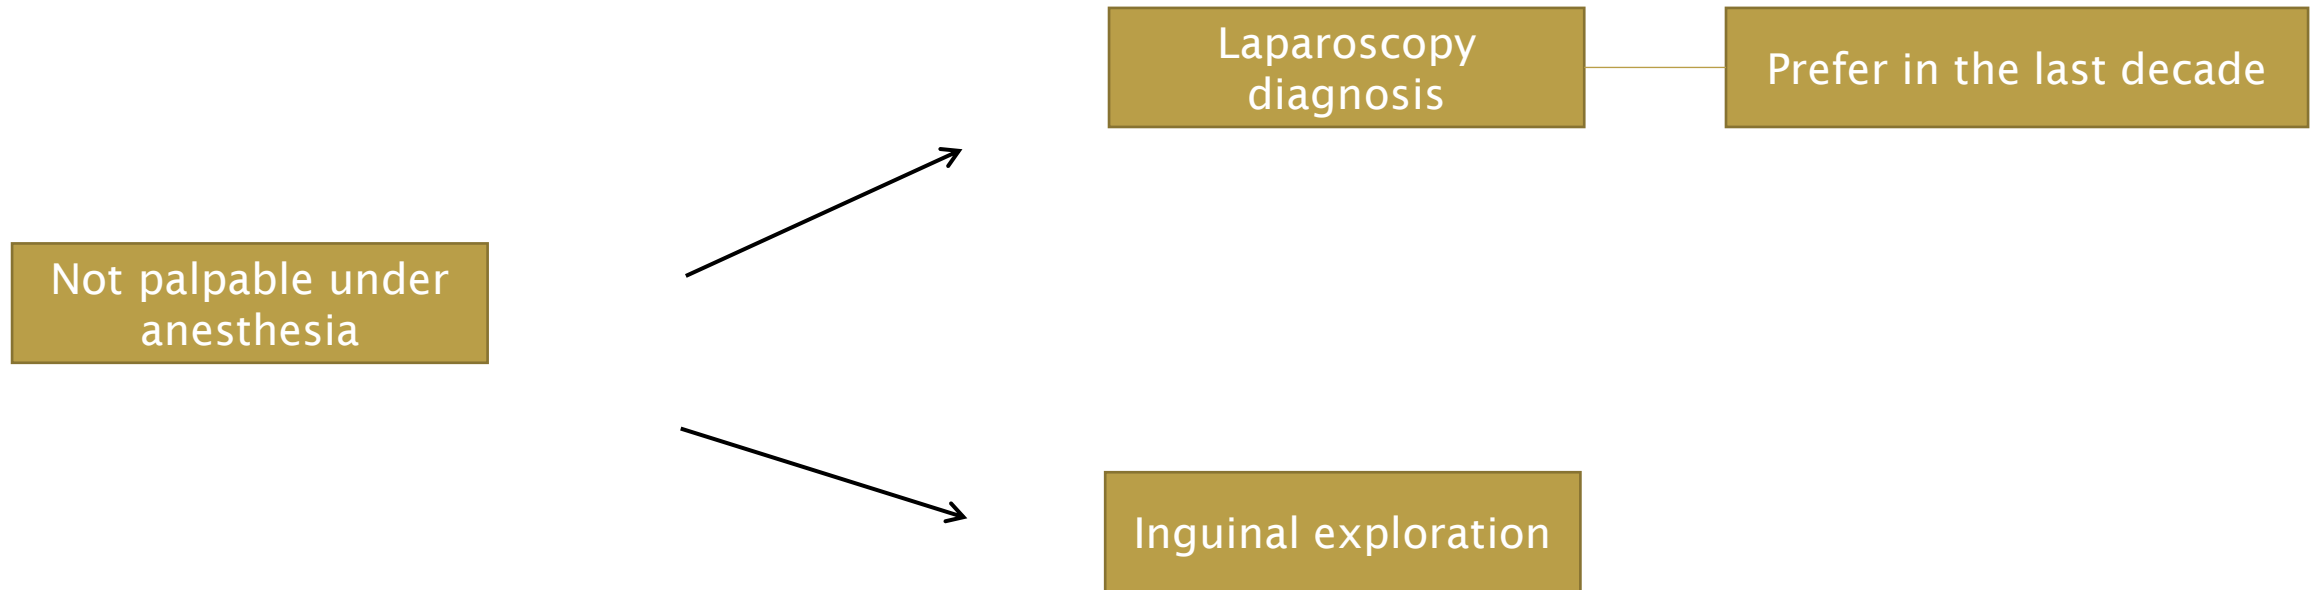 Laparoscopy
diagnosis
Prefer in the last decade
Not palpable under
anesthesia
Inguinal exploration